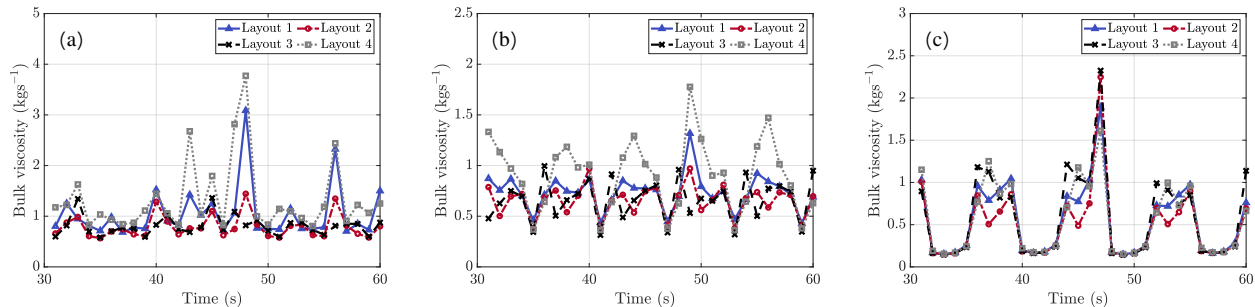 (a)
Layout 1 Layout 2
Layout 3 Layout 4
Bulk viscosity (kgs⁻¹)
5
4
3
2
1
0
30 40 50 60
Time (s)
(b)
Layout 1 Layout 2
Layout 3 Layout 4
Bulk viscosity (kgs⁻¹)
2.5
2
1.5
1
0.5
0
30 40 50 60
Time (s)
(c)
Layout 1 Layout 2
Layout 3 Layout 4
Bulk viscosity (kgs⁻¹)
3
2.5
2
1.5
1
0.5
0
30 40 50 60
Time (s)